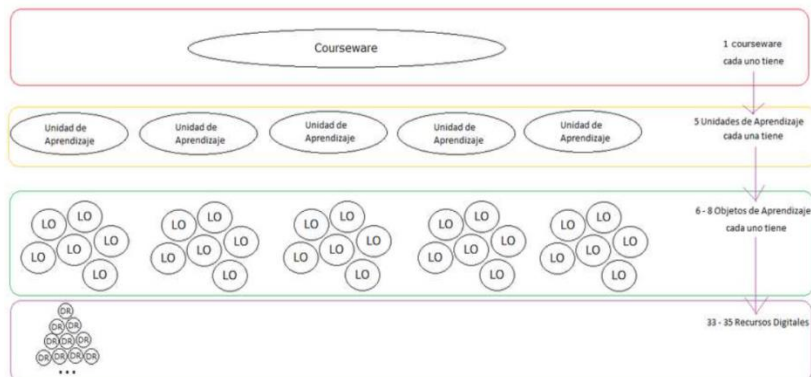 Courseware
1 courseware
cada uno tiene
Unidad de
Aprendizaje
Unidad de
Aprendizaje
Unidad de
Aprendizaje
Unidad de
Aprendizaje
Unidad de
Aprendizaje
5 Unidades de Aprendizaje
cada una tiene
LO LO LO LO LO LO
LO LO LO LO LO LO
LO LO LO LO LO LO
LO LO LO LO LO LO
LO LO LO LO LO LO
6 - 8 Objetos de Aprendizaje
cada uno tiene
DR
DR DR
DR DR DR
DR DR DR DR
...
33 - 35 Recursos Digitales